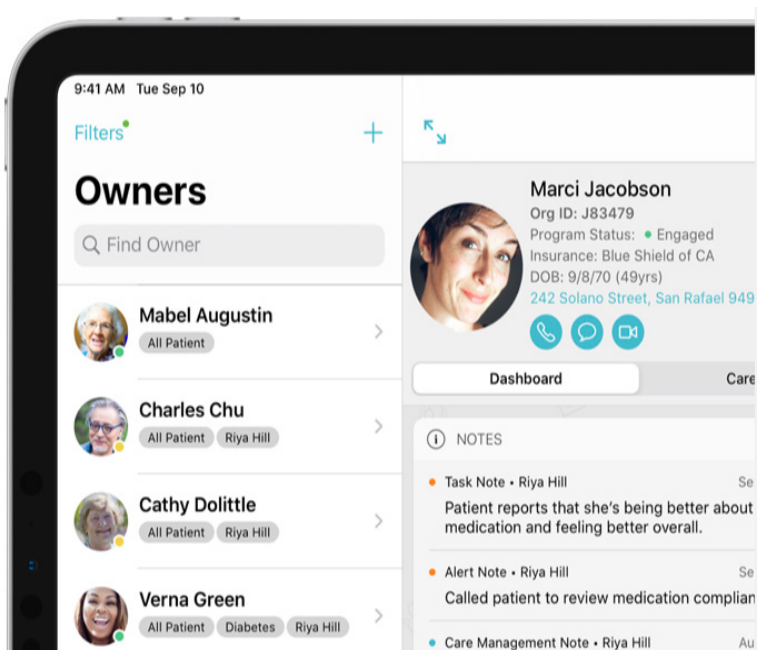 9:41 AM Tue Sep 10
Filters
Owners
Find Owner
Mabel Augustin
All Patient
Charles Chu
All Patient Riya Hill
Cathy Dolittle
All Patient Riya Hill
Verna Green
All Patient Diabetes Riya Hill
Marci Jacobson
Org ID: J83479
Program Status: • Engaged
Insurance: Blue Shield of CA
DOB: 9/8/70 (49yrs)
242 Solano Street, San Rafael 949
Dashboard Care
NOTES
Task Note • Riya Hill Se
Patient reports that she's being better about
medication and feeling better overall.
Alert Note • Riya Hill Se
Called patient to review medication complian
Care Management Note • Riya Hill Au